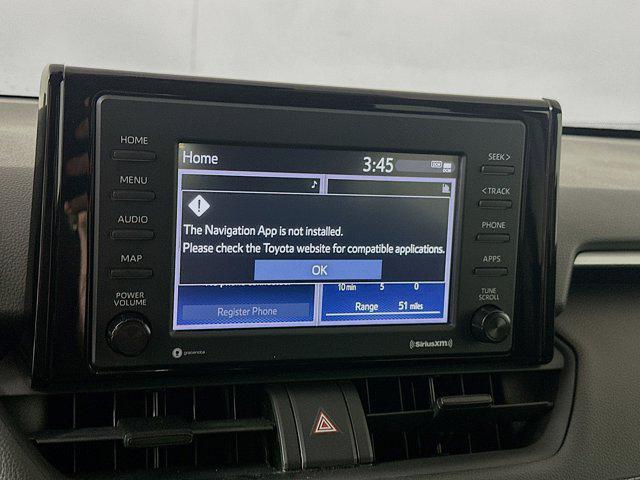 HOME
MENU
AUDIO
MAP
POWER
VOLUME
Home
3:45
DCM
The Navigation App is not installed.
Please check the Toyota website for compatible applications.
OK
10 min 5 0
Range 51 miles
Register Phone
SEEK >
< TRACK
PHONE
APPS
TUNE
SCROLL
gracenote
SiriusXM